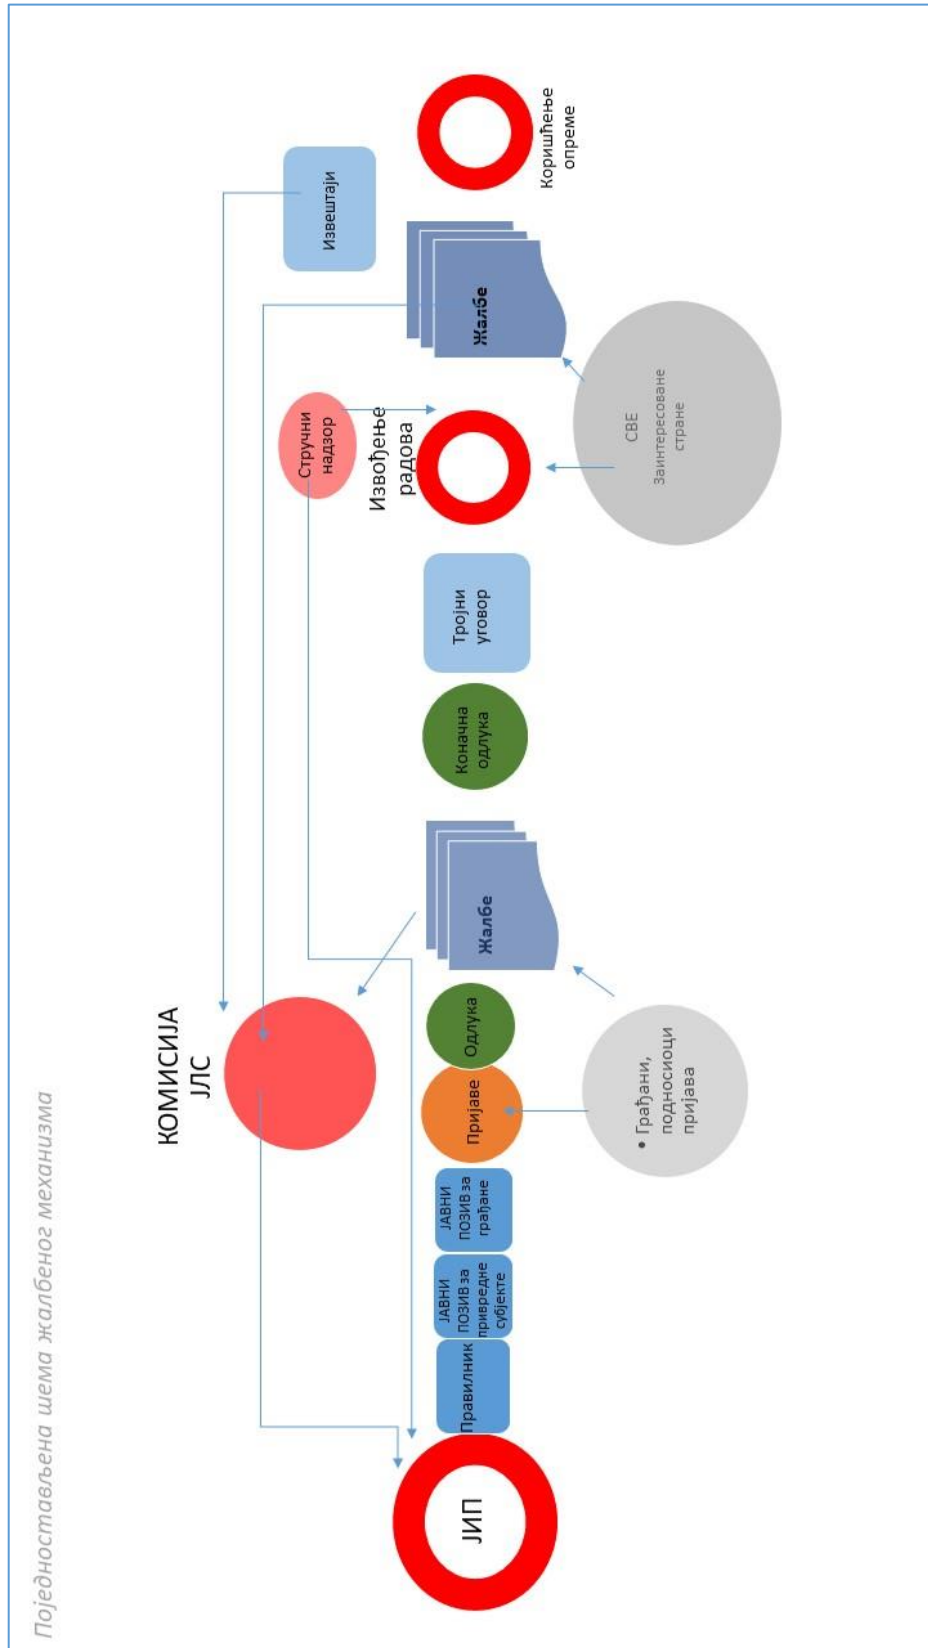 Поједностављена шема жалбеног механизма
КОМИСИЈА
ЈЛС
Стручни
надзор
Извештаји
ЈИП
Правилник
ЈАВНИ
ПОЗИВ за
привредне
субјекте
ЈАВНИ
ПОЗИВ за
грађане
Пријаве
Одлука
Жалбе
Коначна
одлука
Тројни
уговор
Извођење
радова
Жалбе
Коришћење
опреме
• Грађани,
подносиоци
пријава
СВЕ
Заинтересоване
стране